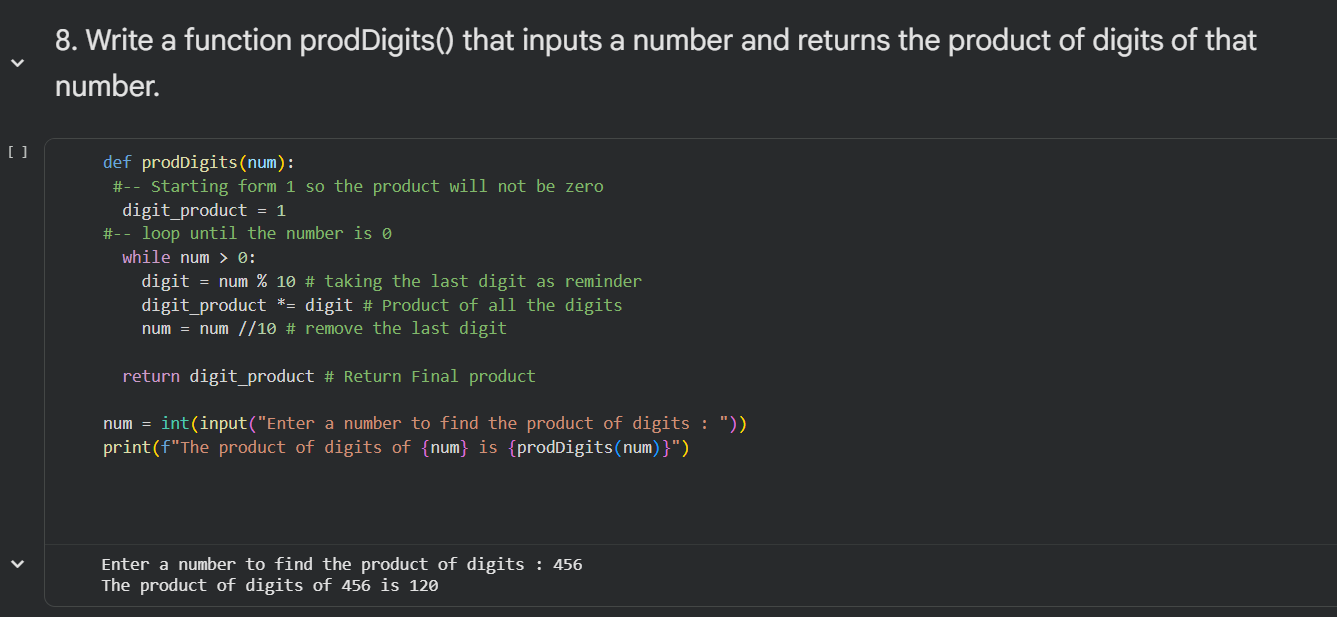 8. Write a function prodDigits() that inputs a number and returns the product of digits of that
number.
[ ]
def prodDigits(num):
 #-- Starting form 1 so the product will not be zero
  digit_product = 1
#-- loop until the number is 0
  while num > 0:
    digit = num % 10 # taking the last digit as reminder
    digit_product *= digit # Product of all the digits
    num = num //10 # remove the last digit
  return digit_product # Return Final product
num = int(input("Enter a number to find the product of digits : "))
print(f"The product of digits of {num} is {prodDigits(num)}")
Enter a number to find the product of digits : 456
The product of digits of 456 is 120